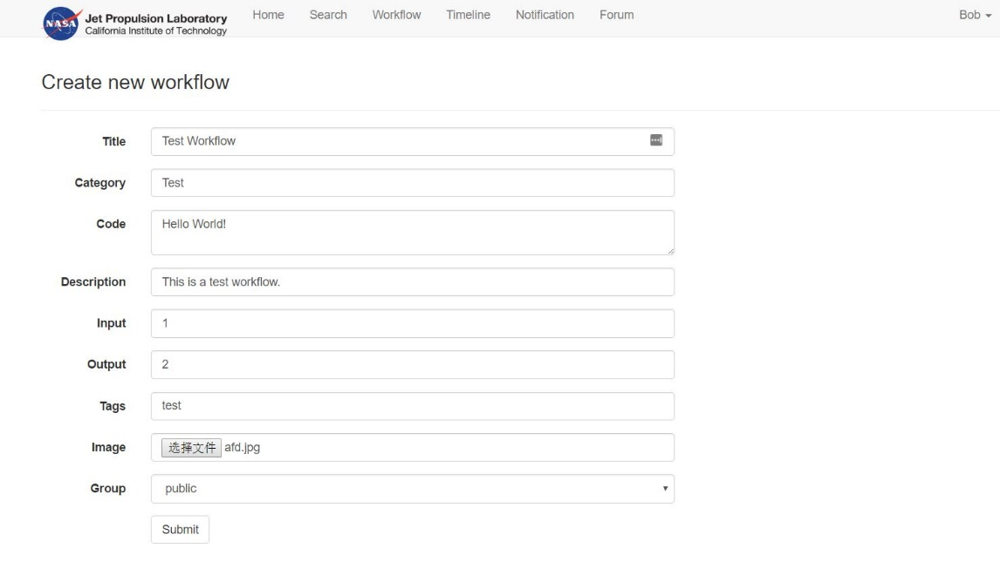 NASA Jet Propulsion Laboratory
California Institute of Technology
Home Search Workflow Timeline Notification Forum Bob
Create new workflow
Title Test Workflow
Category Test
Code Hello World!
Description This is a test workflow.
Input 1
Output 2
Tags test
Image 选择文件 afd.jpg
Group public
Submit